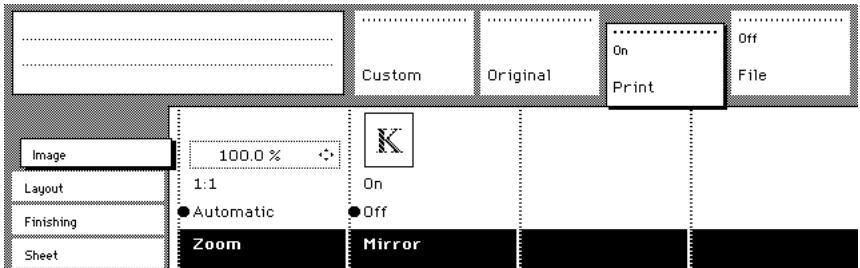 Custom
Original
On
Print
Off
File
Image
Layout
Finishing
Sheet
100.0 %
1:1
Automatic
Zoom
K
On
Off
Mirror